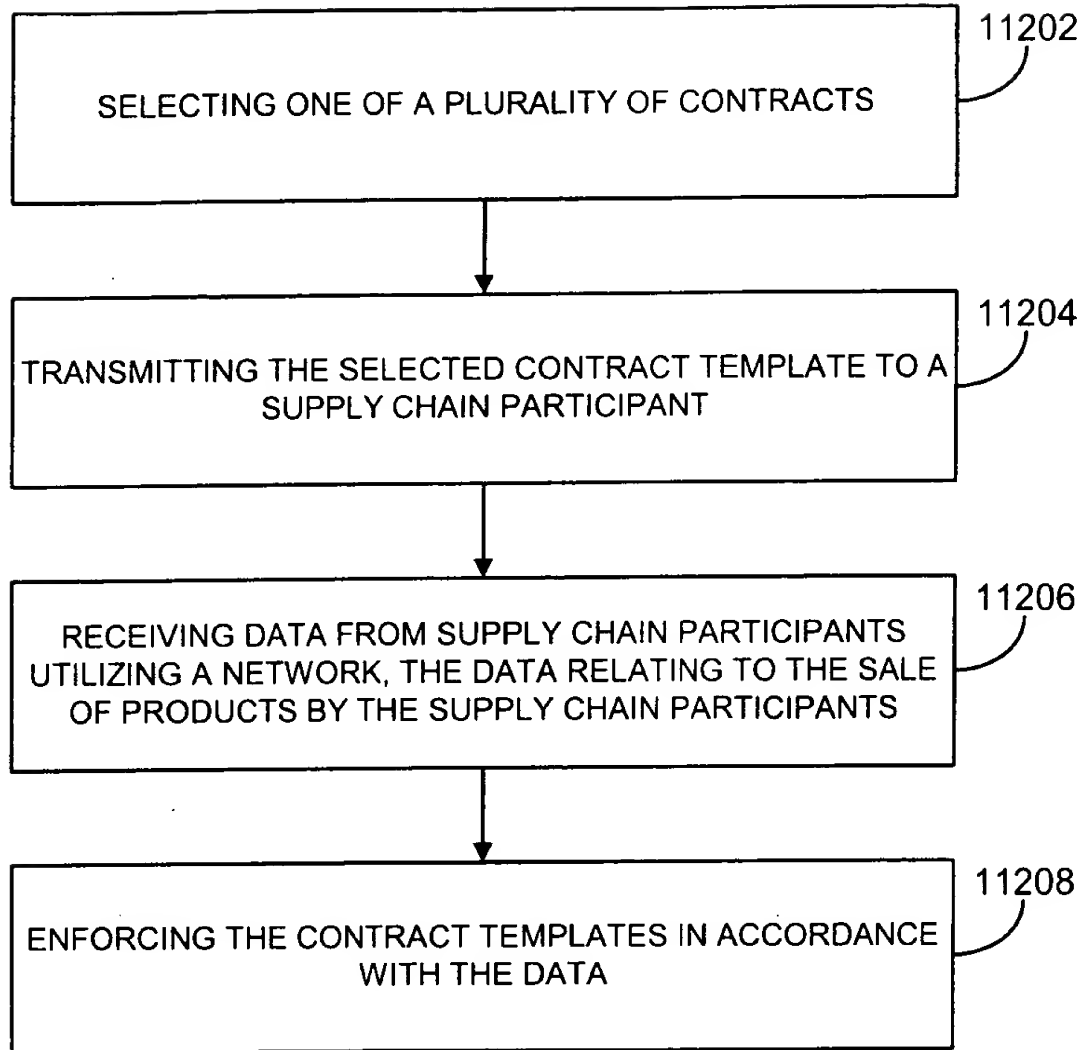 11202
SELECTING ONE OF A PLURALITY OF CONTRACTS
11204
TRANSMITTING THE SELECTED CONTRACT TEMPLATE TO A
SUPPLY CHAIN PARTICIPANT
11206
RECEIVING DATA FROM SUPPLY CHAIN PARTICIPANTS
UTILIZING A NETWORK, THE DATA RELATING TO THE SALE
OF PRODUCTS BY THE SUPPLY CHAIN PARTICIPANTS
11208
ENFORCING THE CONTRACT TEMPLATES IN ACCORDANCE
WITH THE DATA